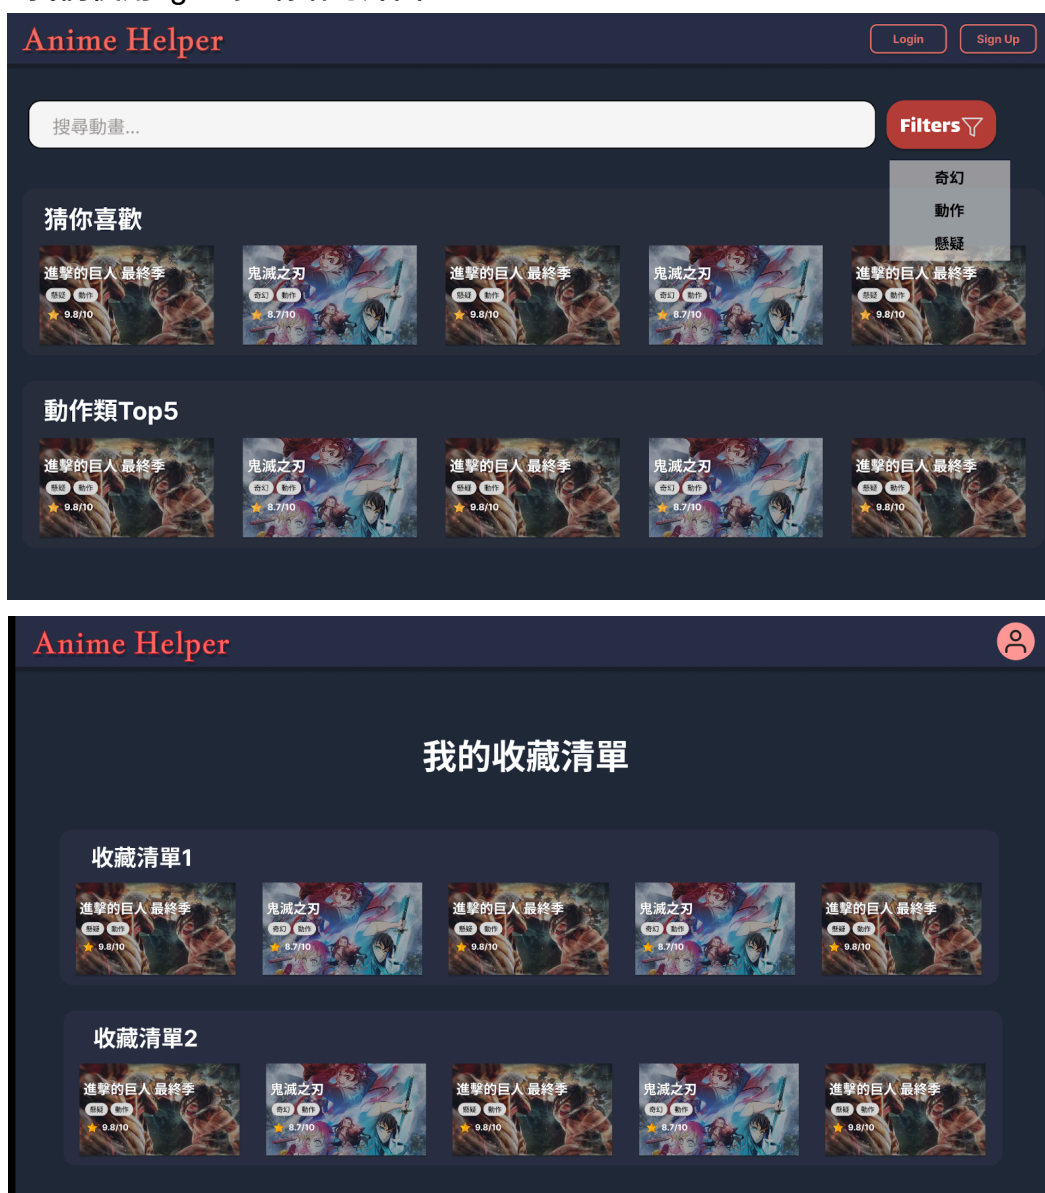 Anime Helper
Login
Sign Up
搜尋動畫...
Filters
奇幻
動作
懸疑
猜你喜歡
進擊的巨人 最終季
懸疑 動作
9.8/10
鬼滅之刃
奇幻 動作
8.7/10
進擊的巨人 最終季
懸疑 動作
9.8/10
鬼滅之刃
奇幻 動作
8.7/10
進擊的巨人 最終季
懸疑 動作
9.8/10
動作類Top5
進擊的巨人 最終季
懸疑 動作
9.8/10
鬼滅之刃
奇幻 動作
8.7/10
進擊的巨人 最終季
懸疑 動作
9.8/10
鬼滅之刃
奇幻 動作
8.7/10
進擊的巨人 最終季
懸疑 動作
9.8/10
Anime Helper
我的收藏清單
收藏清單1
進擊的巨人 最終季
懸疑 動作
9.8/10
鬼滅之刃
奇幻 動作
8.7/10
進擊的巨人 最終季
懸疑 動作
9.8/10
鬼滅之刃
奇幻 動作
8.7/10
進擊的巨人 最終季
懸疑 動作
9.8/10
收藏清單2
進擊的巨人 最終季
懸疑 動作
9.8/10
鬼滅之刃
奇幻 動作
8.7/10
進擊的巨人 最終季
懸疑 動作
9.8/10
鬼滅之刃
奇幻 動作
8.7/10
進擊的巨人 最終季
懸疑 動作
9.8/10